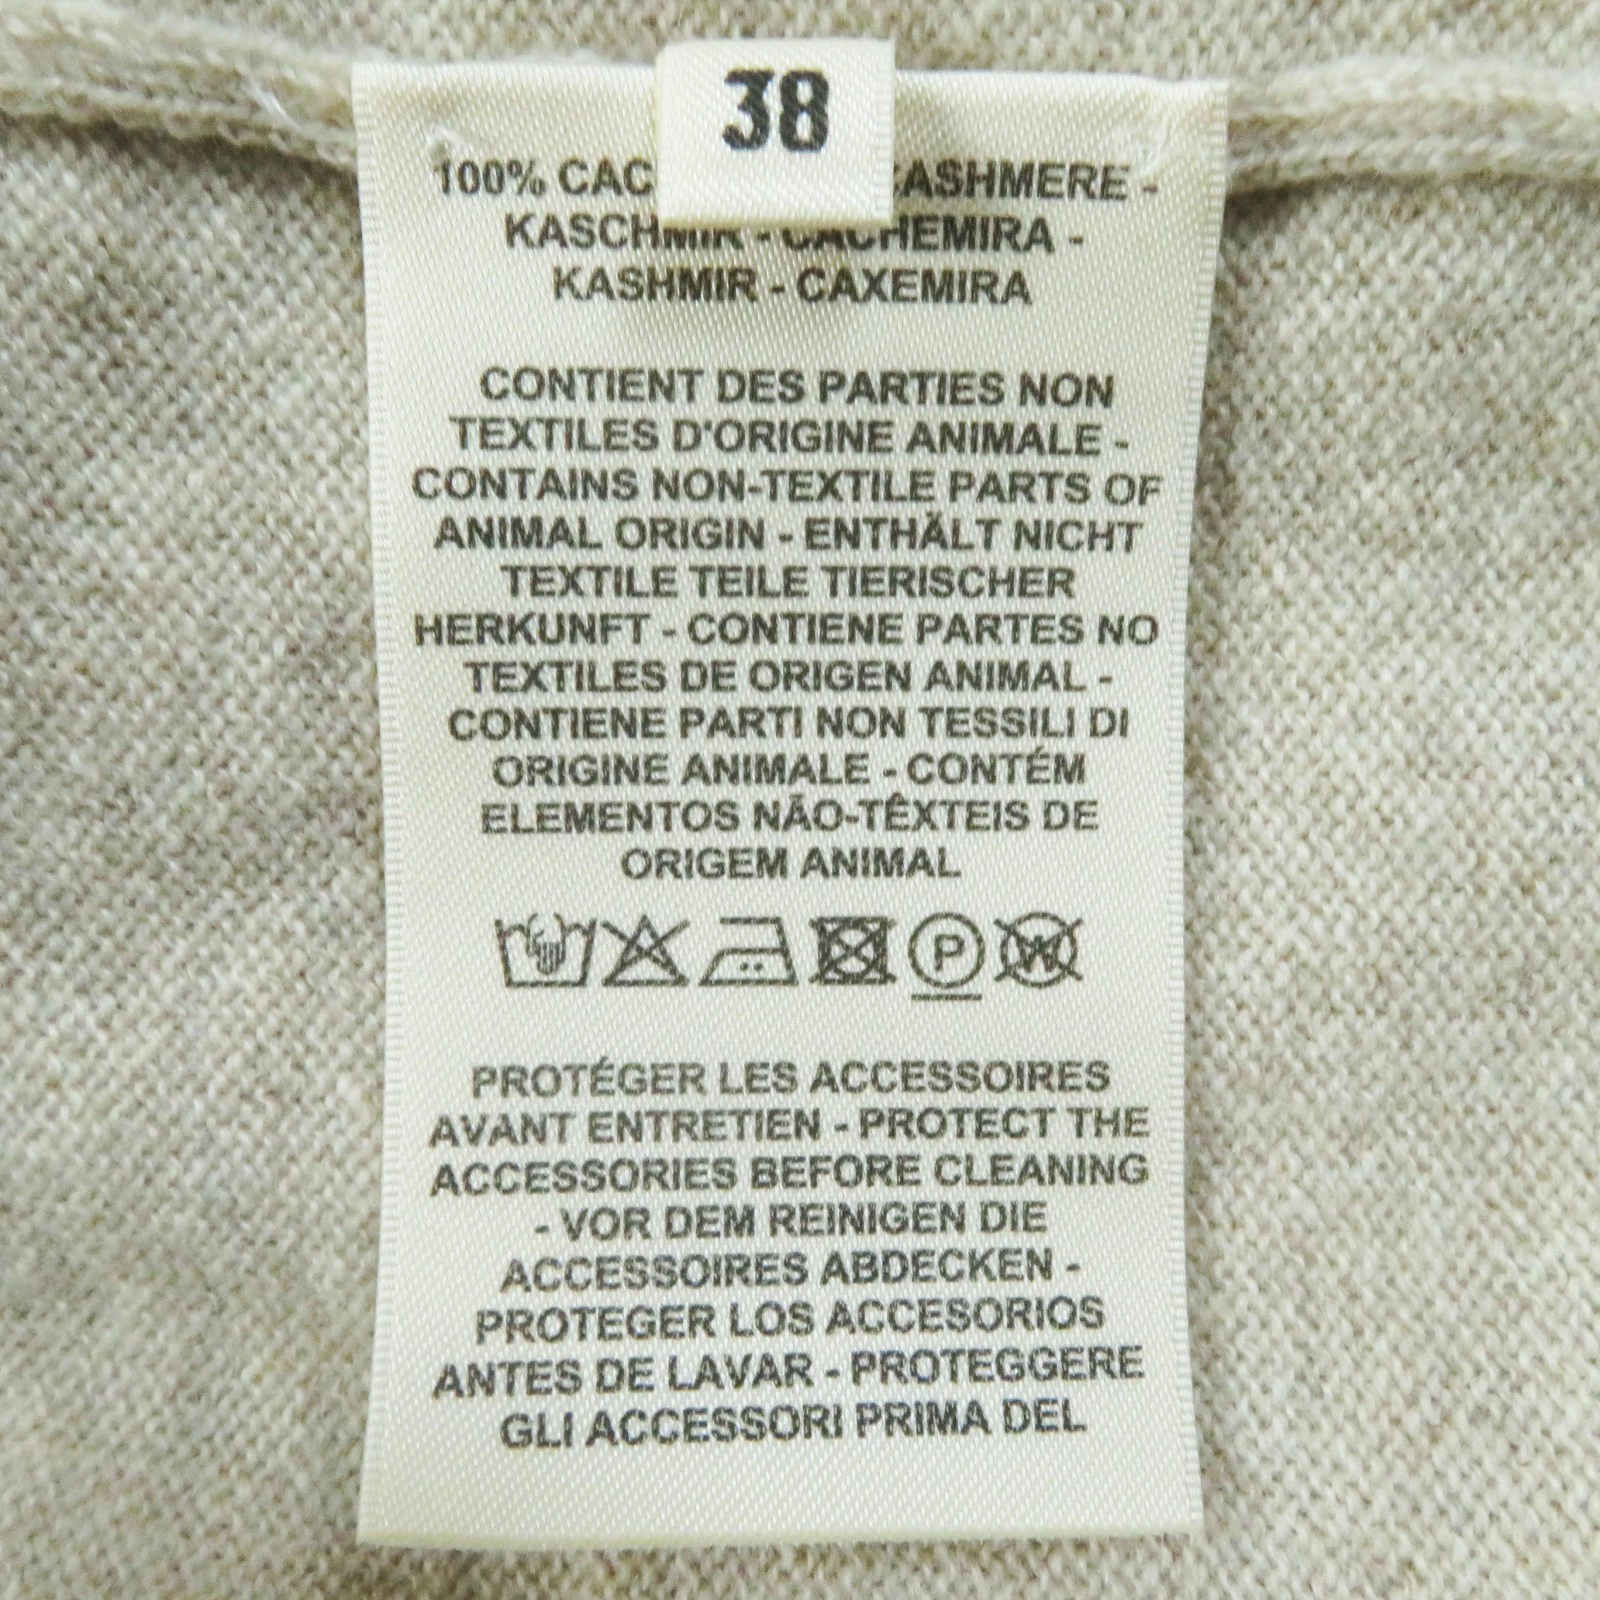 38
100% CAC CASHMERE -
KASCHMIR - CACHEMIRA -
KASHMIR - CAXEMIRA
CONTIENT DES PARTIES NON
TEXTILES D'ORIGINE ANIMALE -
CONTAINS NON-TEXTILE PARTS OF
ANIMAL ORIGIN - ENTHÄLT NICHT
TEXTILE TEILE TIERISCHER
HERKUNFT - CONTIENE PARTES NO
TEXTILES DE ORIGEN ANIMAL -
CONTIENE PARTI NON TESSILI DI
ORIGINE ANIMALE - CONTÉM
ELEMENTOS NÃO-TÊXTEIS DE
ORIGEM ANIMAL
P W
PROTÉGER LES ACCESSOIRES
AVANT ENTRETIEN - PROTECT THE
ACCESSORIES BEFORE CLEANING
- VOR DEM REINIGEN DIE
ACCESSOIRES ABDECKEN -
PROTEGER LOS ACCESORIOS
ANTES DE LAVAR - PROTEGGERE
GLI ACCESSORI PRIMA DEL